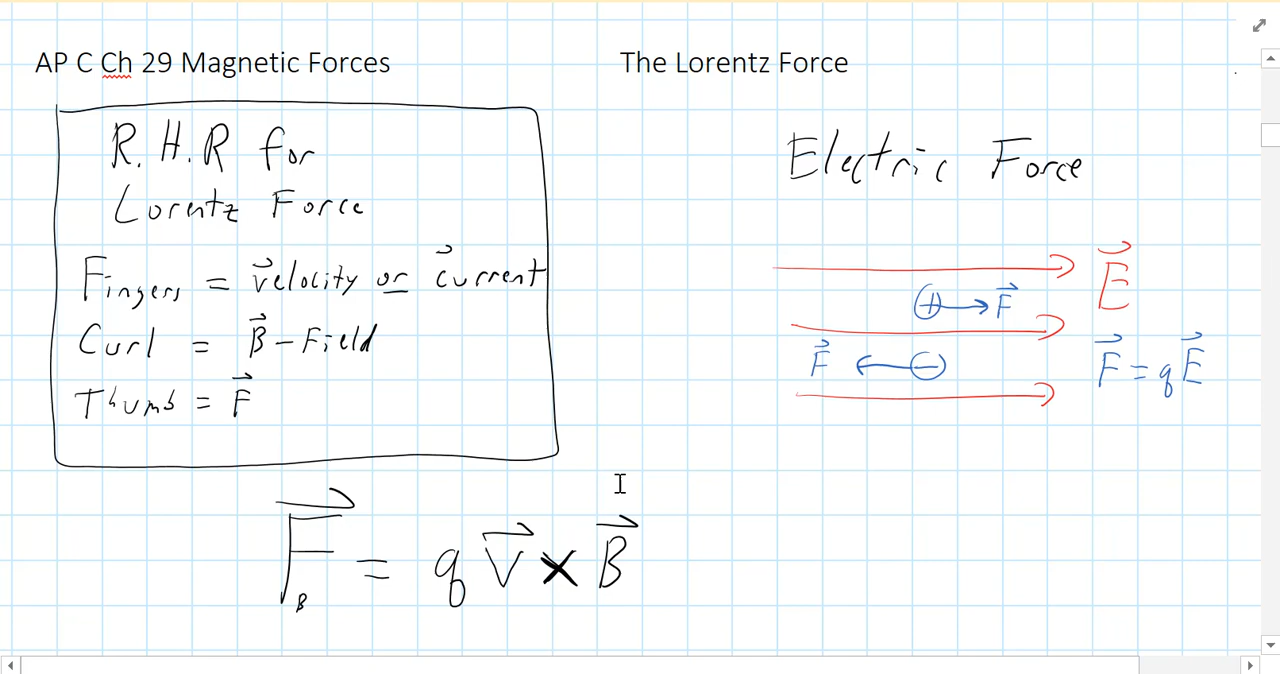 AP C Ch 29 Magnetic Forces
The Lorentz Force
R.H.R for
Lorentz Force
Fingers = velocity or current
Curl = B⃗ - Field
Thumb = F⃗
F⃗_B = q V⃗ × B⃗
Electric Force
E⃗
⊕ → F⃗
F⃗ ← ⊖
F⃗ = qE⃗